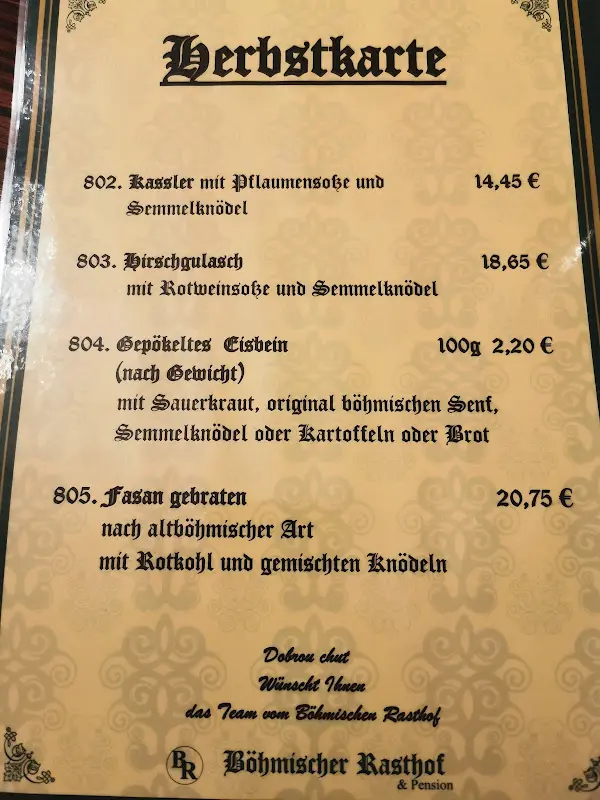 Herbstkarte
802. Kassler mit Pflaumensoße und 14,45 €
Semmelknödel
803. Hirschgulasch 18,65 €
mit Rotweinsoße und Semmelknödel
804. Gepökeltes Eisbein 100g 2,20 €
(nach Gewicht)
mit Sauerkraut, original böhmischen Senf,
Semmelknödel oder Kartoffeln oder Brot
805. Fasan gebraten 20,75 €
nach altböhmischer Art
mit Rotkohl und gemischten Knödeln
Dobrou chut
Wünscht Ihnen
das Team vom Böhmischen Rasthof
BR Böhmischer Rasthof
& Pension